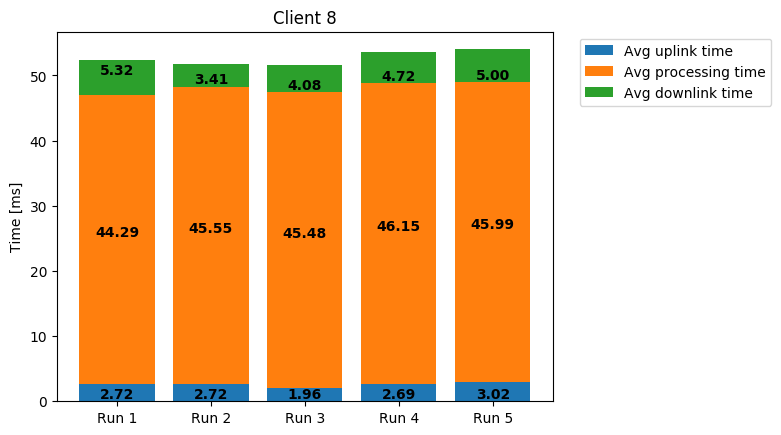 Client 8
Time [ms]
50
40
30
20
10
0
5.32
3.41
4.08
4.72
5.00
44.29
45.55
45.48
46.15
45.99
2.72
2.72
1.96
2.69
3.02
Run 1
Run 2
Run 3
Run 4
Run 5
Avg uplink time
Avg processing time
Avg downlink time